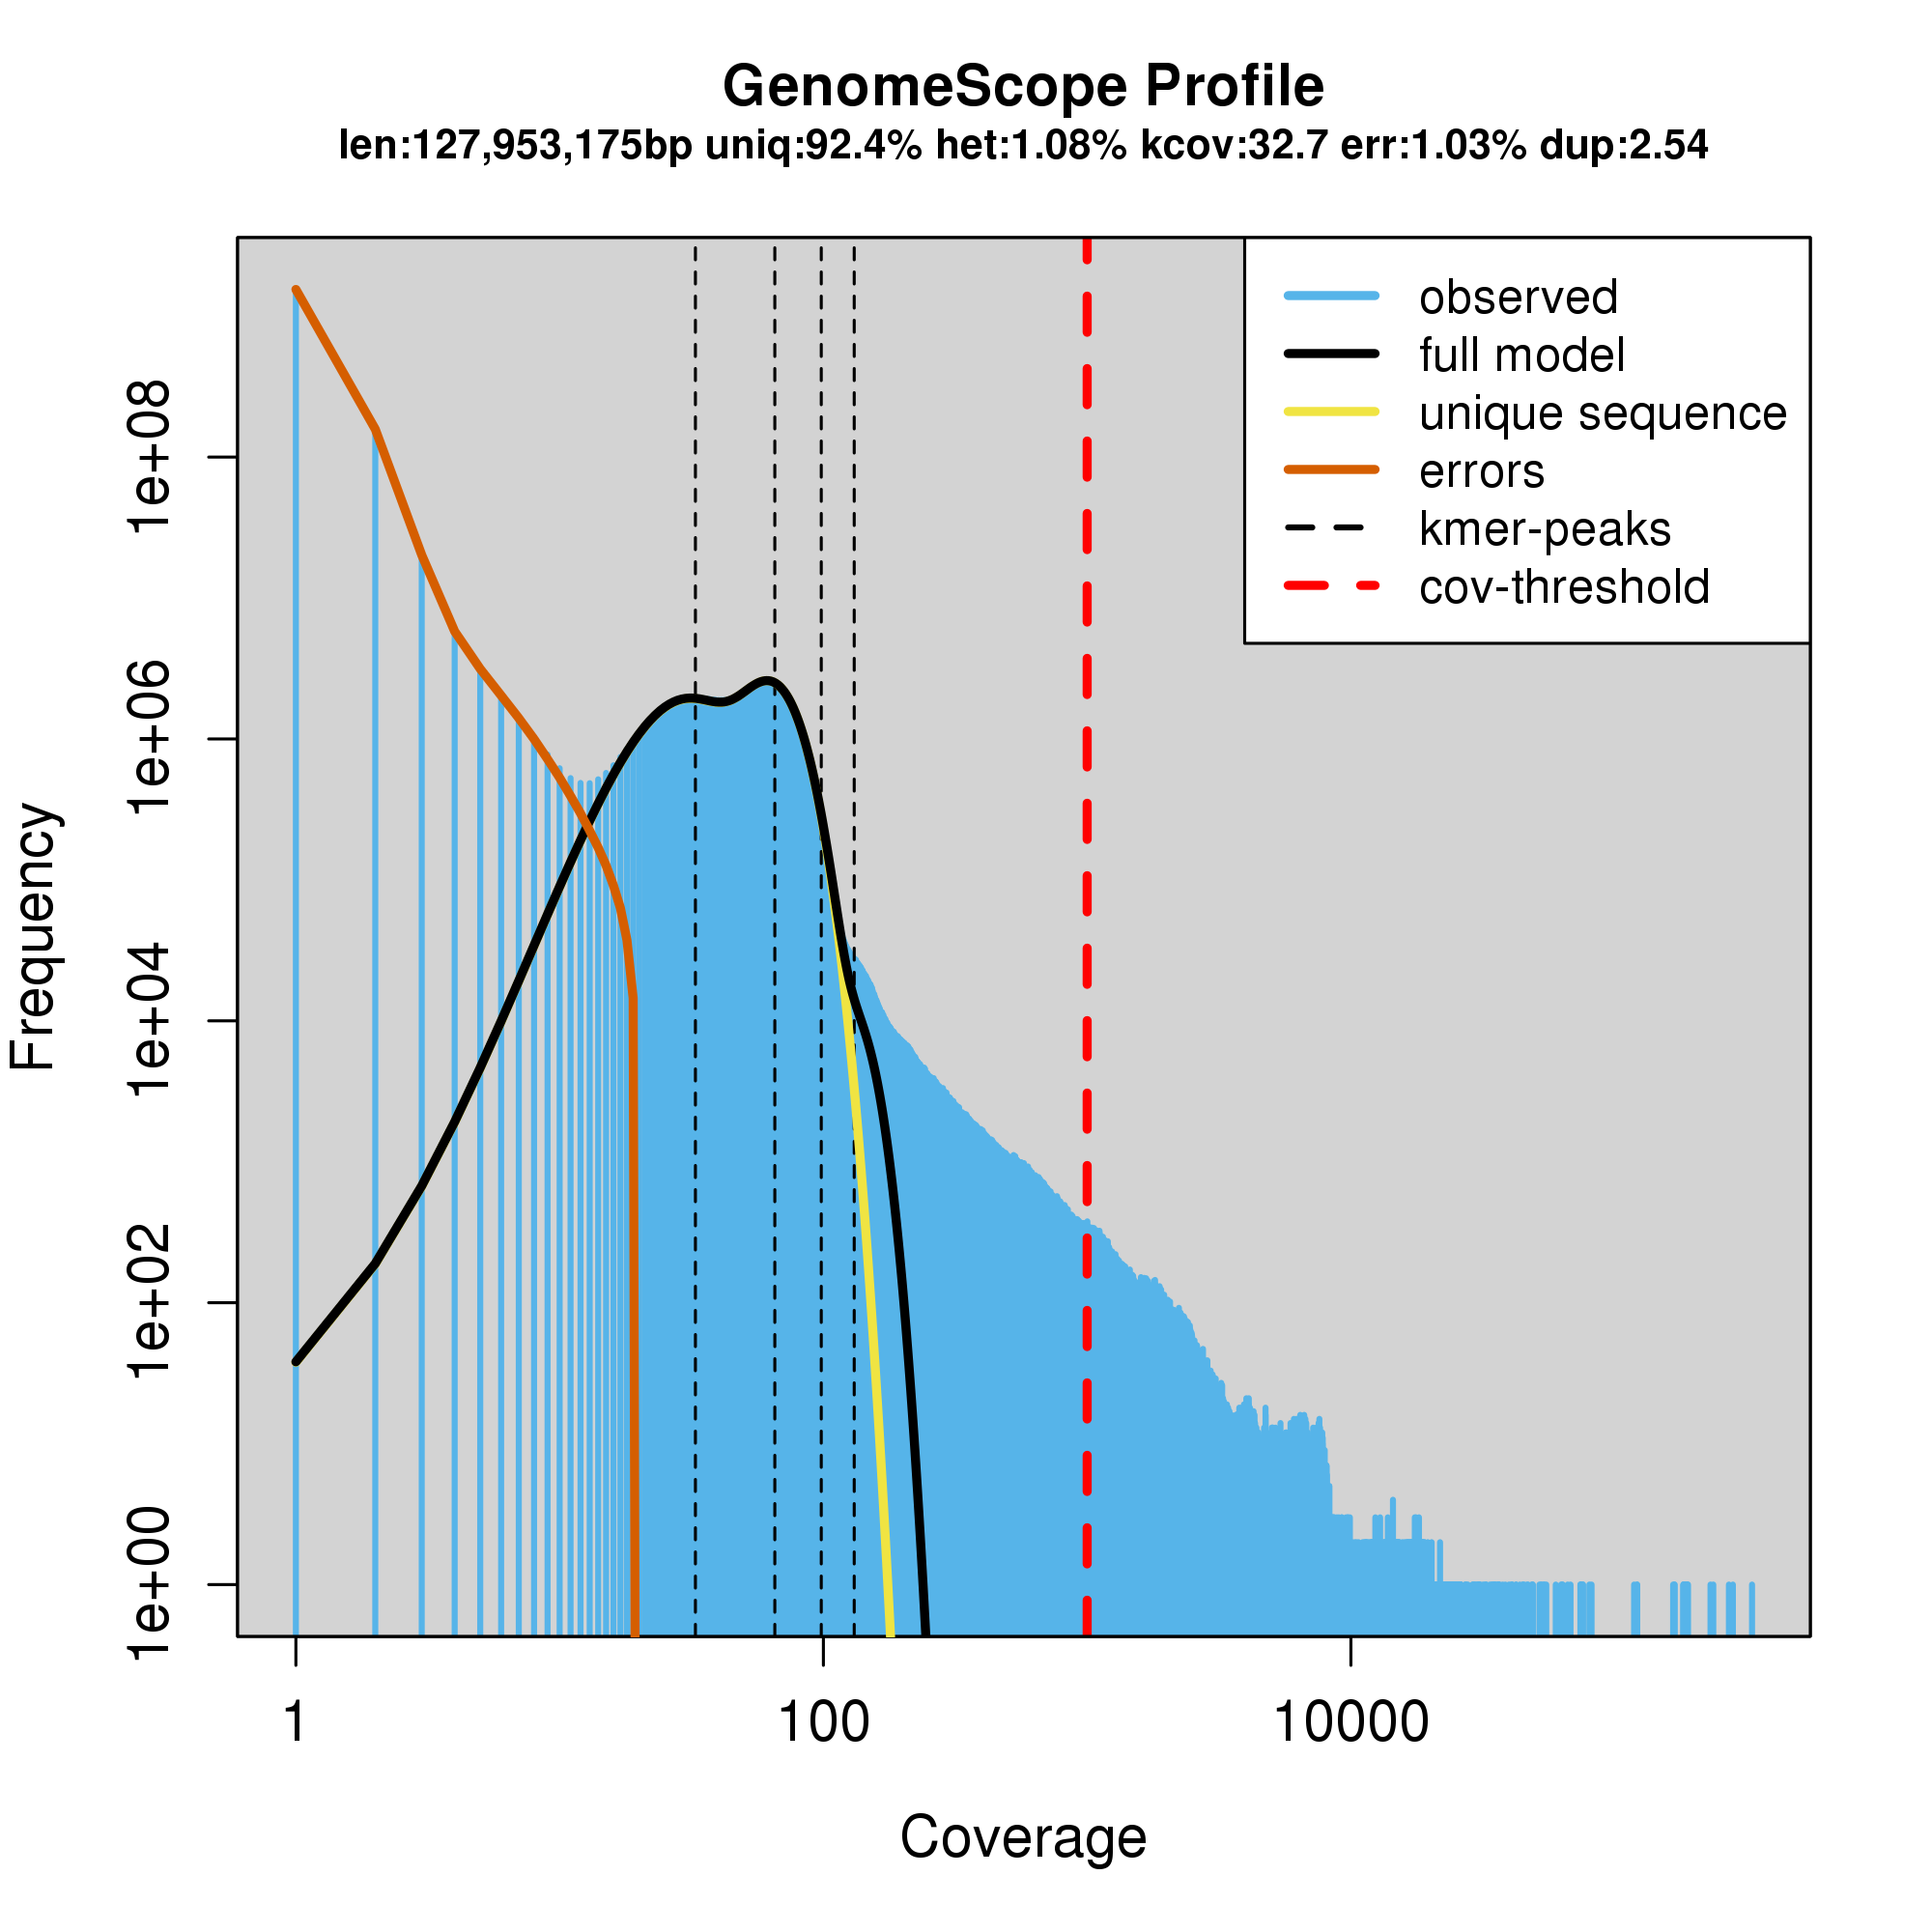 GenomeScope Profile
len:127,953,175bp uniq:92.4% het:1.08% kcov:32.7 err:1.03% dup:2.54
observed
full model
unique sequence
errors
kmer-peaks
cov-threshold
Frequency
1e+08
1e+06
1e+04
1e+02
1e+00
1
100
10000
Coverage